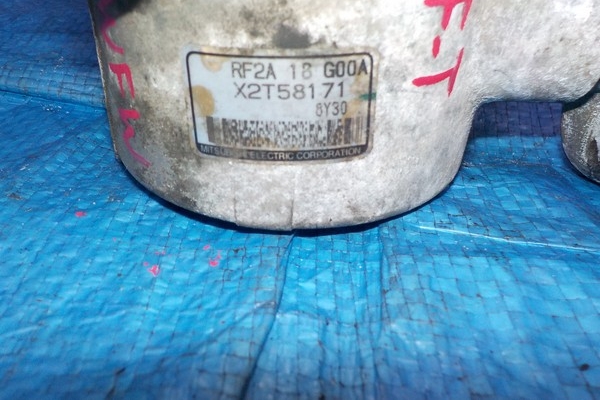 RF2A 18 G00A
X2T58171
8Y30
MITSUBISHI ELECTRIC CORPORATION
F-T